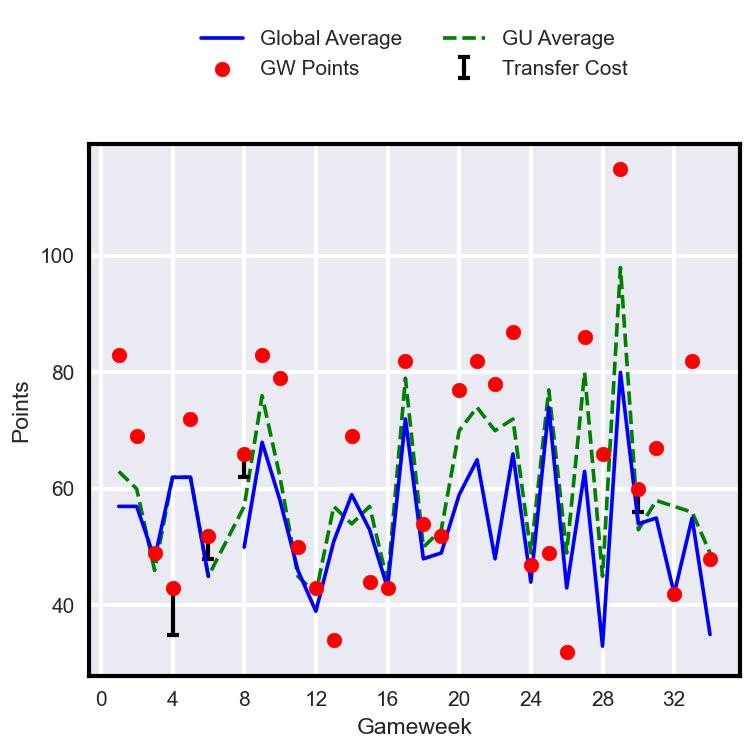 Global Average GU Average
GW Points Transfer Cost
100
80
60
40
Points
0 4 8 12 16 20 24 28 32
Gameweek